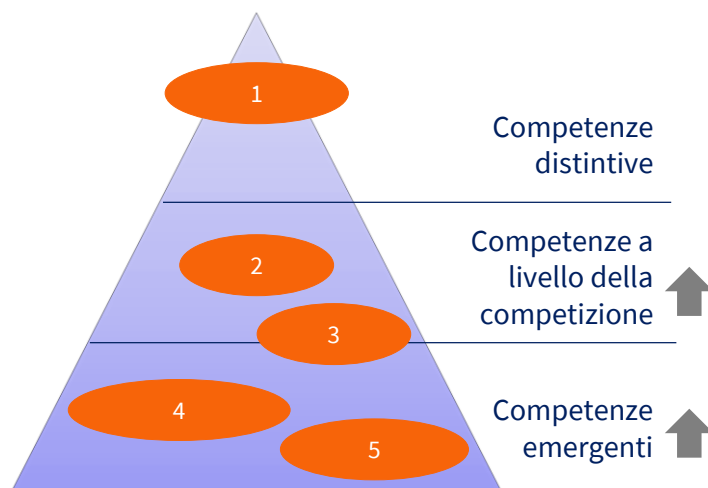 1
Competenze
distintive
2
Competenze a
livello della
competizione
3
4
Competenze
emergenti
5